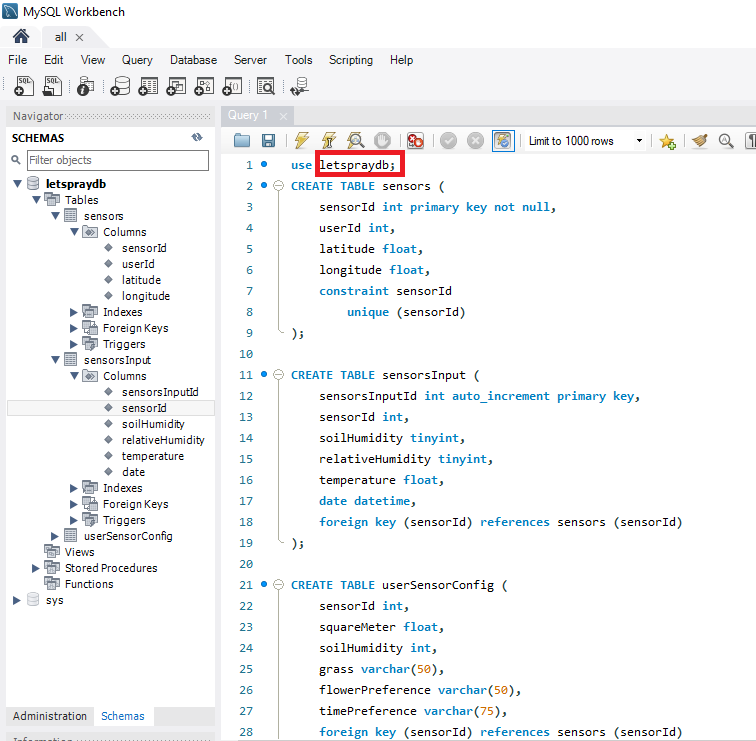 MySQL Workbench
all
File Edit View Query Database Server Tools Scripting Help
Navigator
SCHEMAS
Filter objects
letspraydb
Tables
sensors
Columns
sensorId
userId
latitude
longitude
Indexes
Foreign Keys
Triggers
sensorsInput
Columns
sensorsInputId
sensorId
soilHumidity
relativeHumidity
temperature
date
Indexes
Foreign Keys
Triggers
userSensorConfig
Views
Stored Procedures
Functions
sys
Administration Schemas
Query 1
Limit to 1000 rows
1 use letspraydb;
2 CREATE TABLE sensors (
3 sensorId int primary key not null,
4 userId int,
5 latitude float,
6 longitude float,
7 constraint sensorId
8 unique (sensorId)
9 );
10
11 CREATE TABLE sensorsInput (
12 sensorsInputId int auto_increment primary key,
13 sensorId int,
14 soilHumidity tinyint,
15 relativeHumidity tinyint,
16 temperature float,
17 date datetime,
18 foreign key (sensorId) references sensors (sensorId)
19 );
20
21 CREATE TABLE userSensorConfig (
22 sensorId int,
23 squareMeter float,
24 soilHumidity int,
25 grass varchar(50),
26 flowerPreference varchar(50),
27 timePreference varchar(75),
28 foreign key (sensorId) references sensors (sensorId)